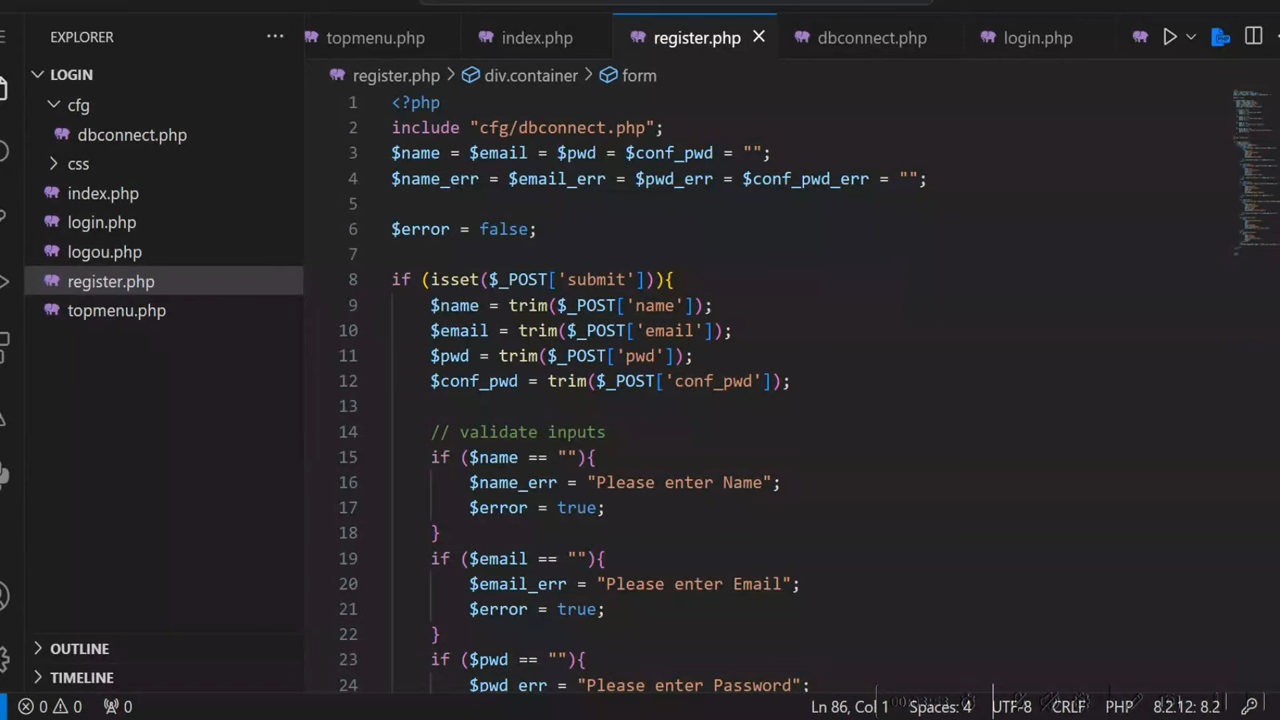 EXPLORER
topmenu.php
index.php
register.php
dbconnect.php
login.php
LOGIN
cfg
dbconnect.php
css
index.php
login.php
logou.php
register.php
topmenu.php
OUTLINE
TIMELINE
register.php > div.container > form
1 <?php
2 include "cfg/dbconnect.php";
3 $name = $email = $pwd = $conf_pwd = "";
4 $name_err = $email_err = $pwd_err = $conf_pwd_err = "";
5
6 $error = false;
7
8 if (isset($_POST['submit'])){
9 $name = trim($_POST['name']);
10 $email = trim($_POST['email']);
11 $pwd = trim($_POST['pwd']);
12 $conf_pwd = trim($_POST['conf_pwd']);
13
14 // validate inputs
15 if ($name == ""){
16 $name_err = "Please enter Name";
17 $error = true;
18 }
19 if ($email == ""){
20 $email_err = "Please enter Email";
21 $error = true;
22 }
23 if ($pwd == ""){
24 $pwd_err = "Please enter Password";
0 0 0
Ln 86, Col 1
Spaces: 4
UTF-8
CRLF
PHP
8.2.12: 8.2